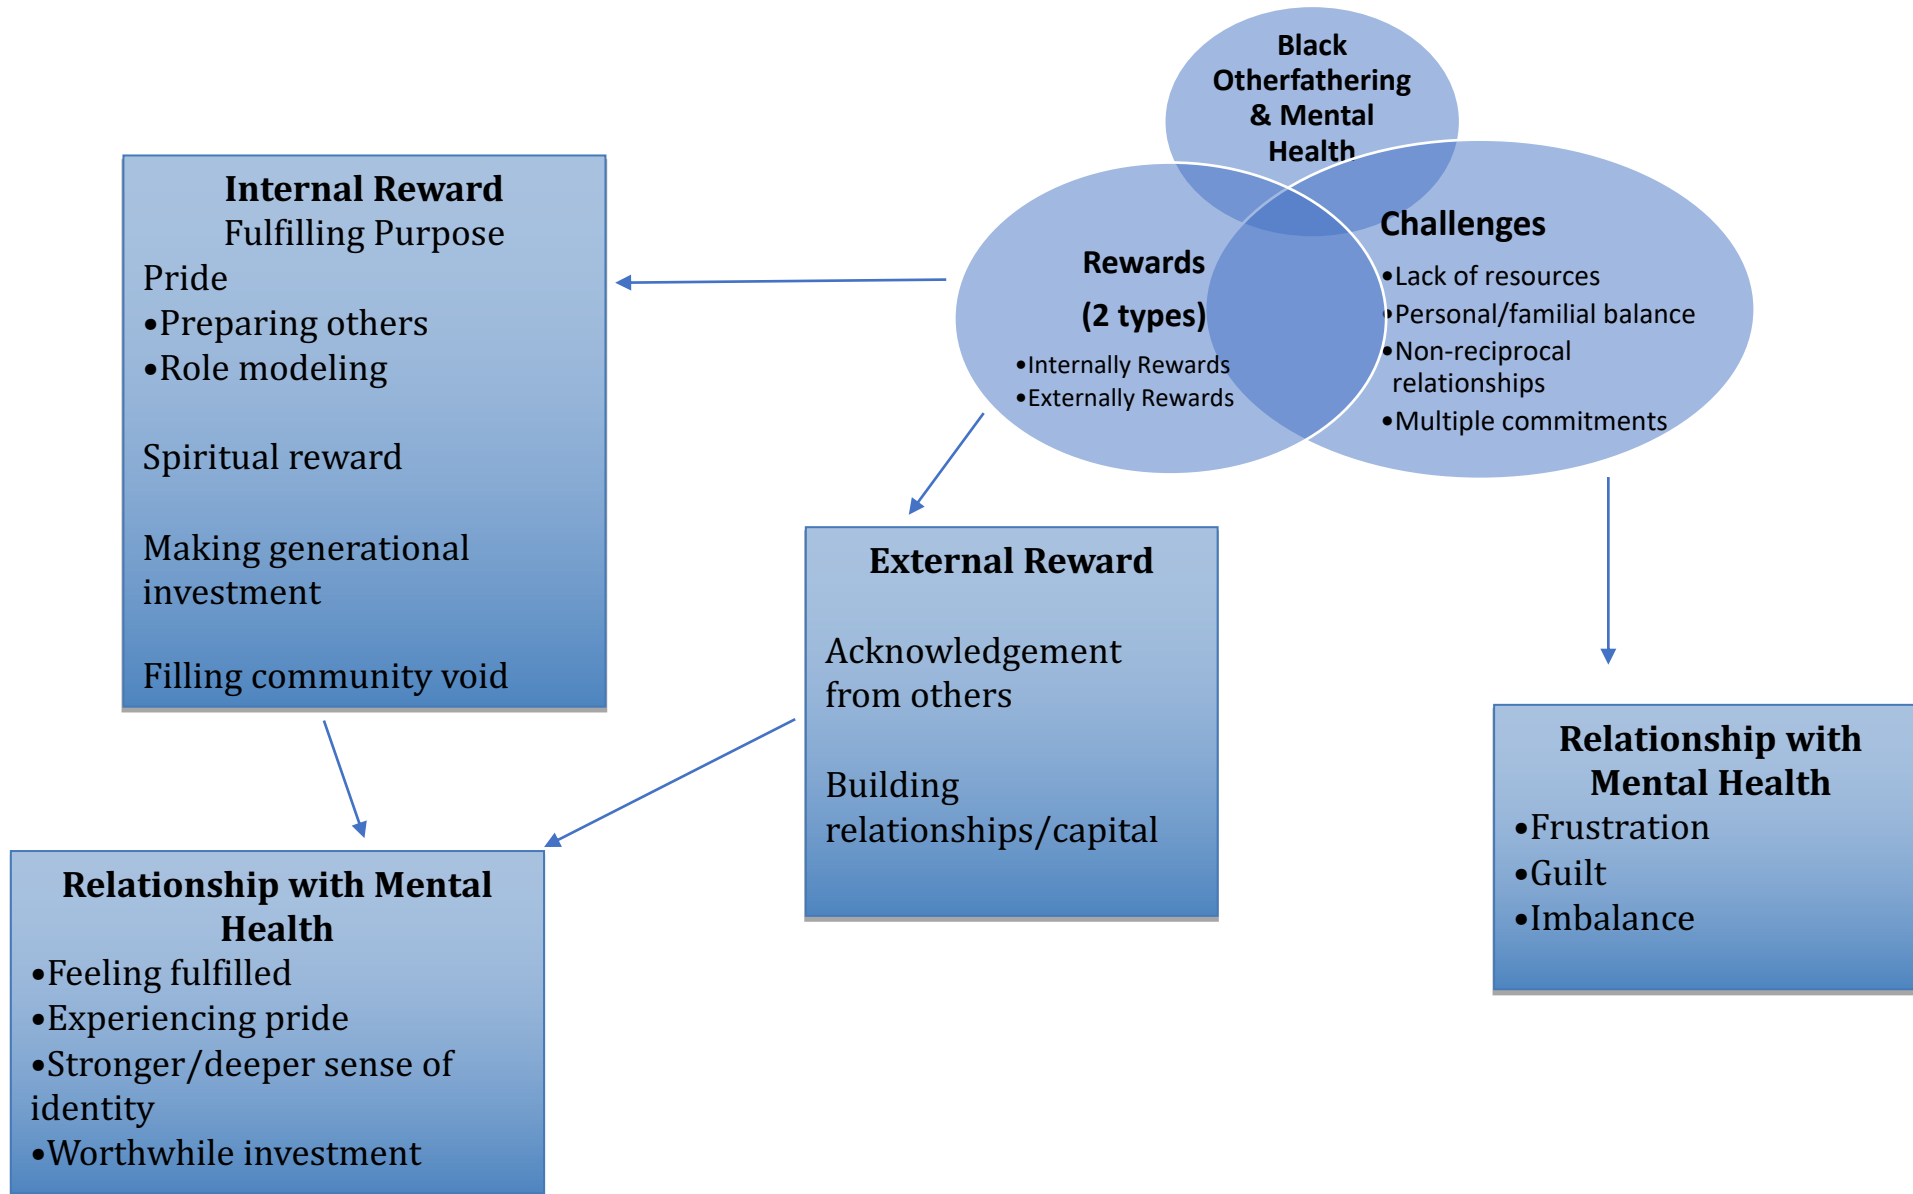 Black
Otherfathering
& Mental
Health
Rewards
(2 types)
•Internally Rewards
•Externally Rewards
Challenges
•Lack of resources
•Personal/familial balance
•Non-reciprocal
relationships
•Multiple commitments
Internal Reward
Fulfilling Purpose
Pride
•Preparing others
•Role modeling
Spiritual reward
Making generational
investment
Filling community void
External Reward
Acknowledgement
from others
Building
relationships/capital
Relationship with Mental
Health
•Feeling fulfilled
•Experiencing pride
•Stronger/deeper sense of
identity
•Worthwhile investment
Relationship with
Mental Health
•Frustration
•Guilt
•Imbalance